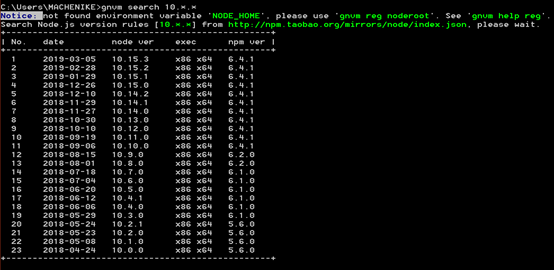 C:\Users\MACHENIKE>gnvm search 10.*.*
Notice: not found environment variable 'NODE_HOME', please use 'gnvm reg noderoot'. See 'gnvm help reg'.
Search Node.js version rules [10.*.*] from http://npm.taobao.org/mirrors/node/index.json, please wait.
+--------------------------------------------------+
| No. date node ver exec npm ver |
+--------------------------------------------------+
1 2019-03-05 10.15.3 x86 x64 6.4.1
2 2019-02-28 10.15.2 x86 x64 6.4.1
3 2019-01-29 10.15.1 x86 x64 6.4.1
4 2018-12-26 10.15.0 x86 x64 6.4.1
5 2018-12-10 10.14.2 x86 x64 6.4.1
6 2018-11-29 10.14.1 x86 x64 6.4.1
7 2018-11-27 10.14.0 x86 x64 6.4.1
8 2018-10-30 10.13.0 x86 x64 6.4.1
9 2018-10-10 10.12.0 x86 x64 6.4.1
10 2018-09-19 10.11.0 x86 x64 6.4.1
11 2018-09-06 10.10.0 x86 x64 6.4.1
12 2018-08-15 10.9.0 x86 x64 6.2.0
13 2018-08-01 10.8.0 x86 x64 6.2.0
14 2018-07-18 10.7.0 x86 x64 6.1.0
15 2018-07-04 10.6.0 x86 x64 6.1.0
16 2018-06-20 10.5.0 x86 x64 6.1.0
17 2018-06-12 10.4.1 x86 x64 6.1.0
18 2018-06-06 10.4.0 x86 x64 6.1.0
19 2018-05-29 10.3.0 x86 x64 6.1.0
20 2018-05-24 10.2.1 x86 x64 5.6.0
21 2018-05-23 10.2.0 x86 x64 5.6.0
22 2018-05-08 10.1.0 x86 x64 5.6.0
23 2018-04-24 10.0.0 x86 x64 5.6.0
+--------------------------------------------------+